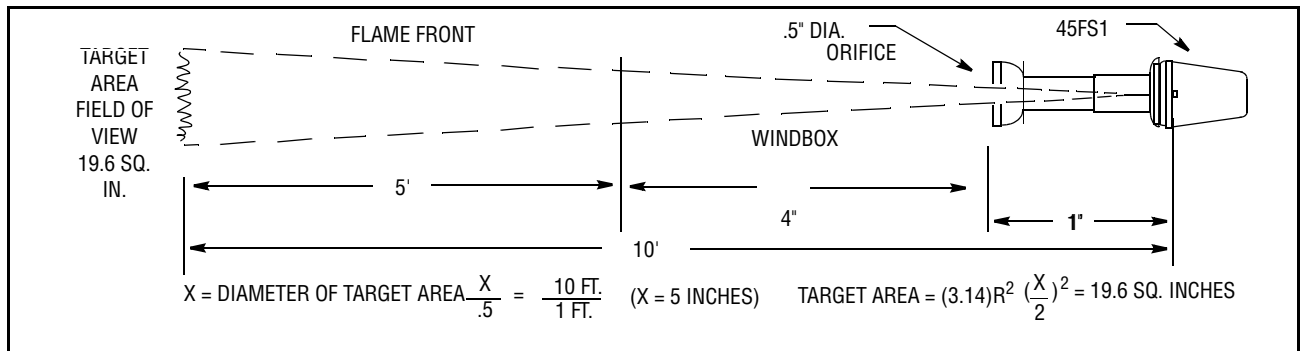 FLAME FRONT
.5" DIA.
ORIFICE
45FS1
TARGET
AREA
FIELD OF
VIEW
19.6 SQ.
IN.
WINDBOX
5'
4"
1'
10'
X = DIAMETER OF TARGET AREA X/.5 = 10 FT./1 FT. (X = 5 INCHES) TARGET AREA = (3.14)R² (X/2)² = 19.6 SQ. INCHES